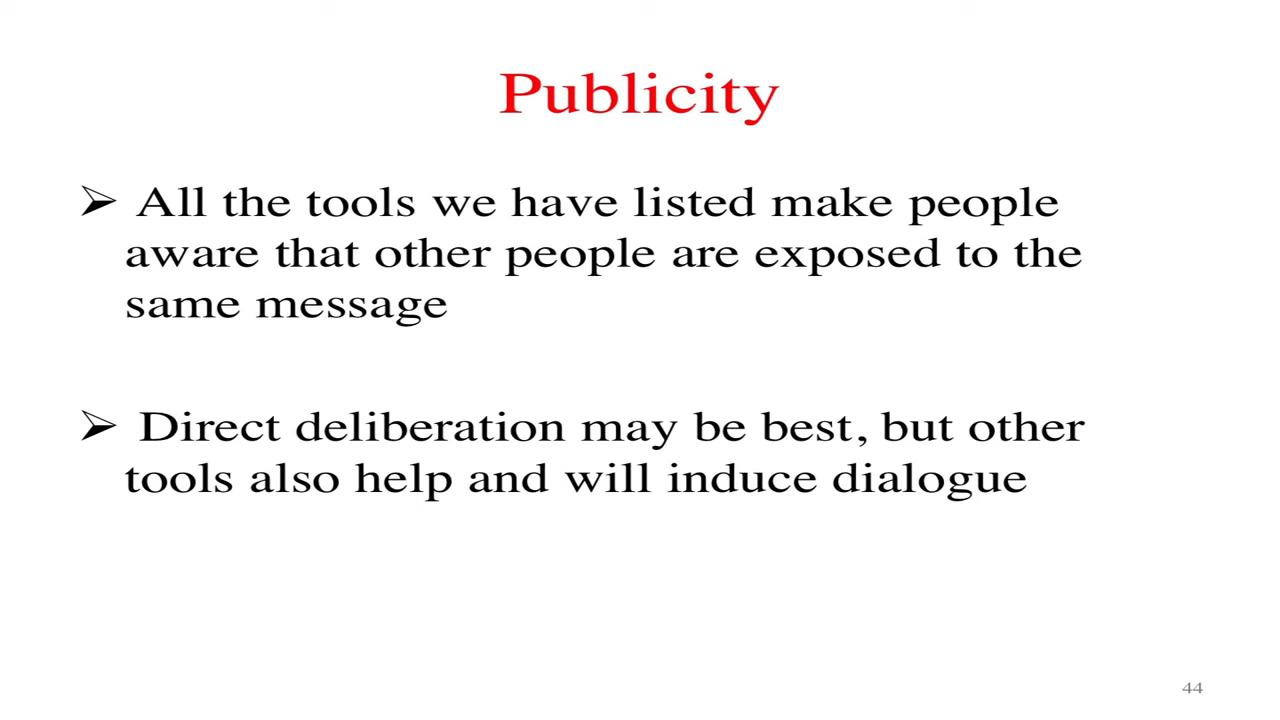 Publicity
➢ All the tools we have listed make people
aware that other people are exposed to the
same message
➢ Direct deliberation may be best, but other
tools also help and will induce dialogue
44